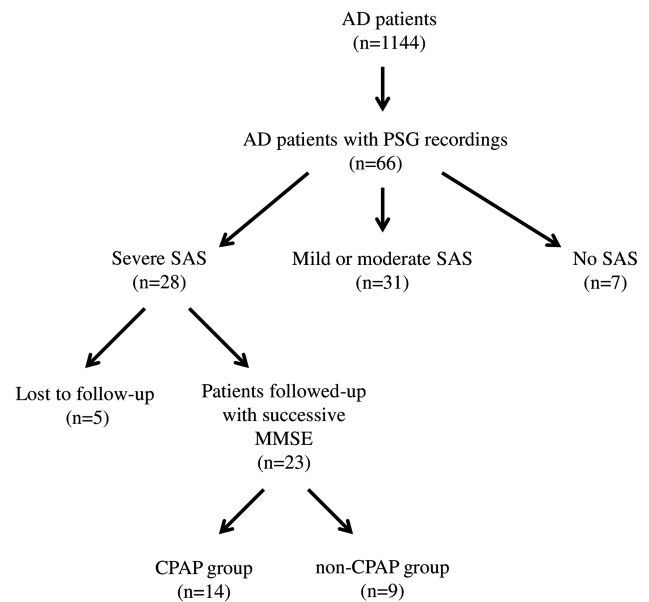 AD patients
(n=1144)
AD patients with PSG recordings
(n=66)
Severe SAS
(n=28)
Mild or moderate SAS
(n=31)
No SAS
(n=7)
Lost to follow-up
(n=5)
Patients followed-up
with successive
MMSE
(n=23)
CPAP group
(n=14)
non-CPAP group
(n=9)